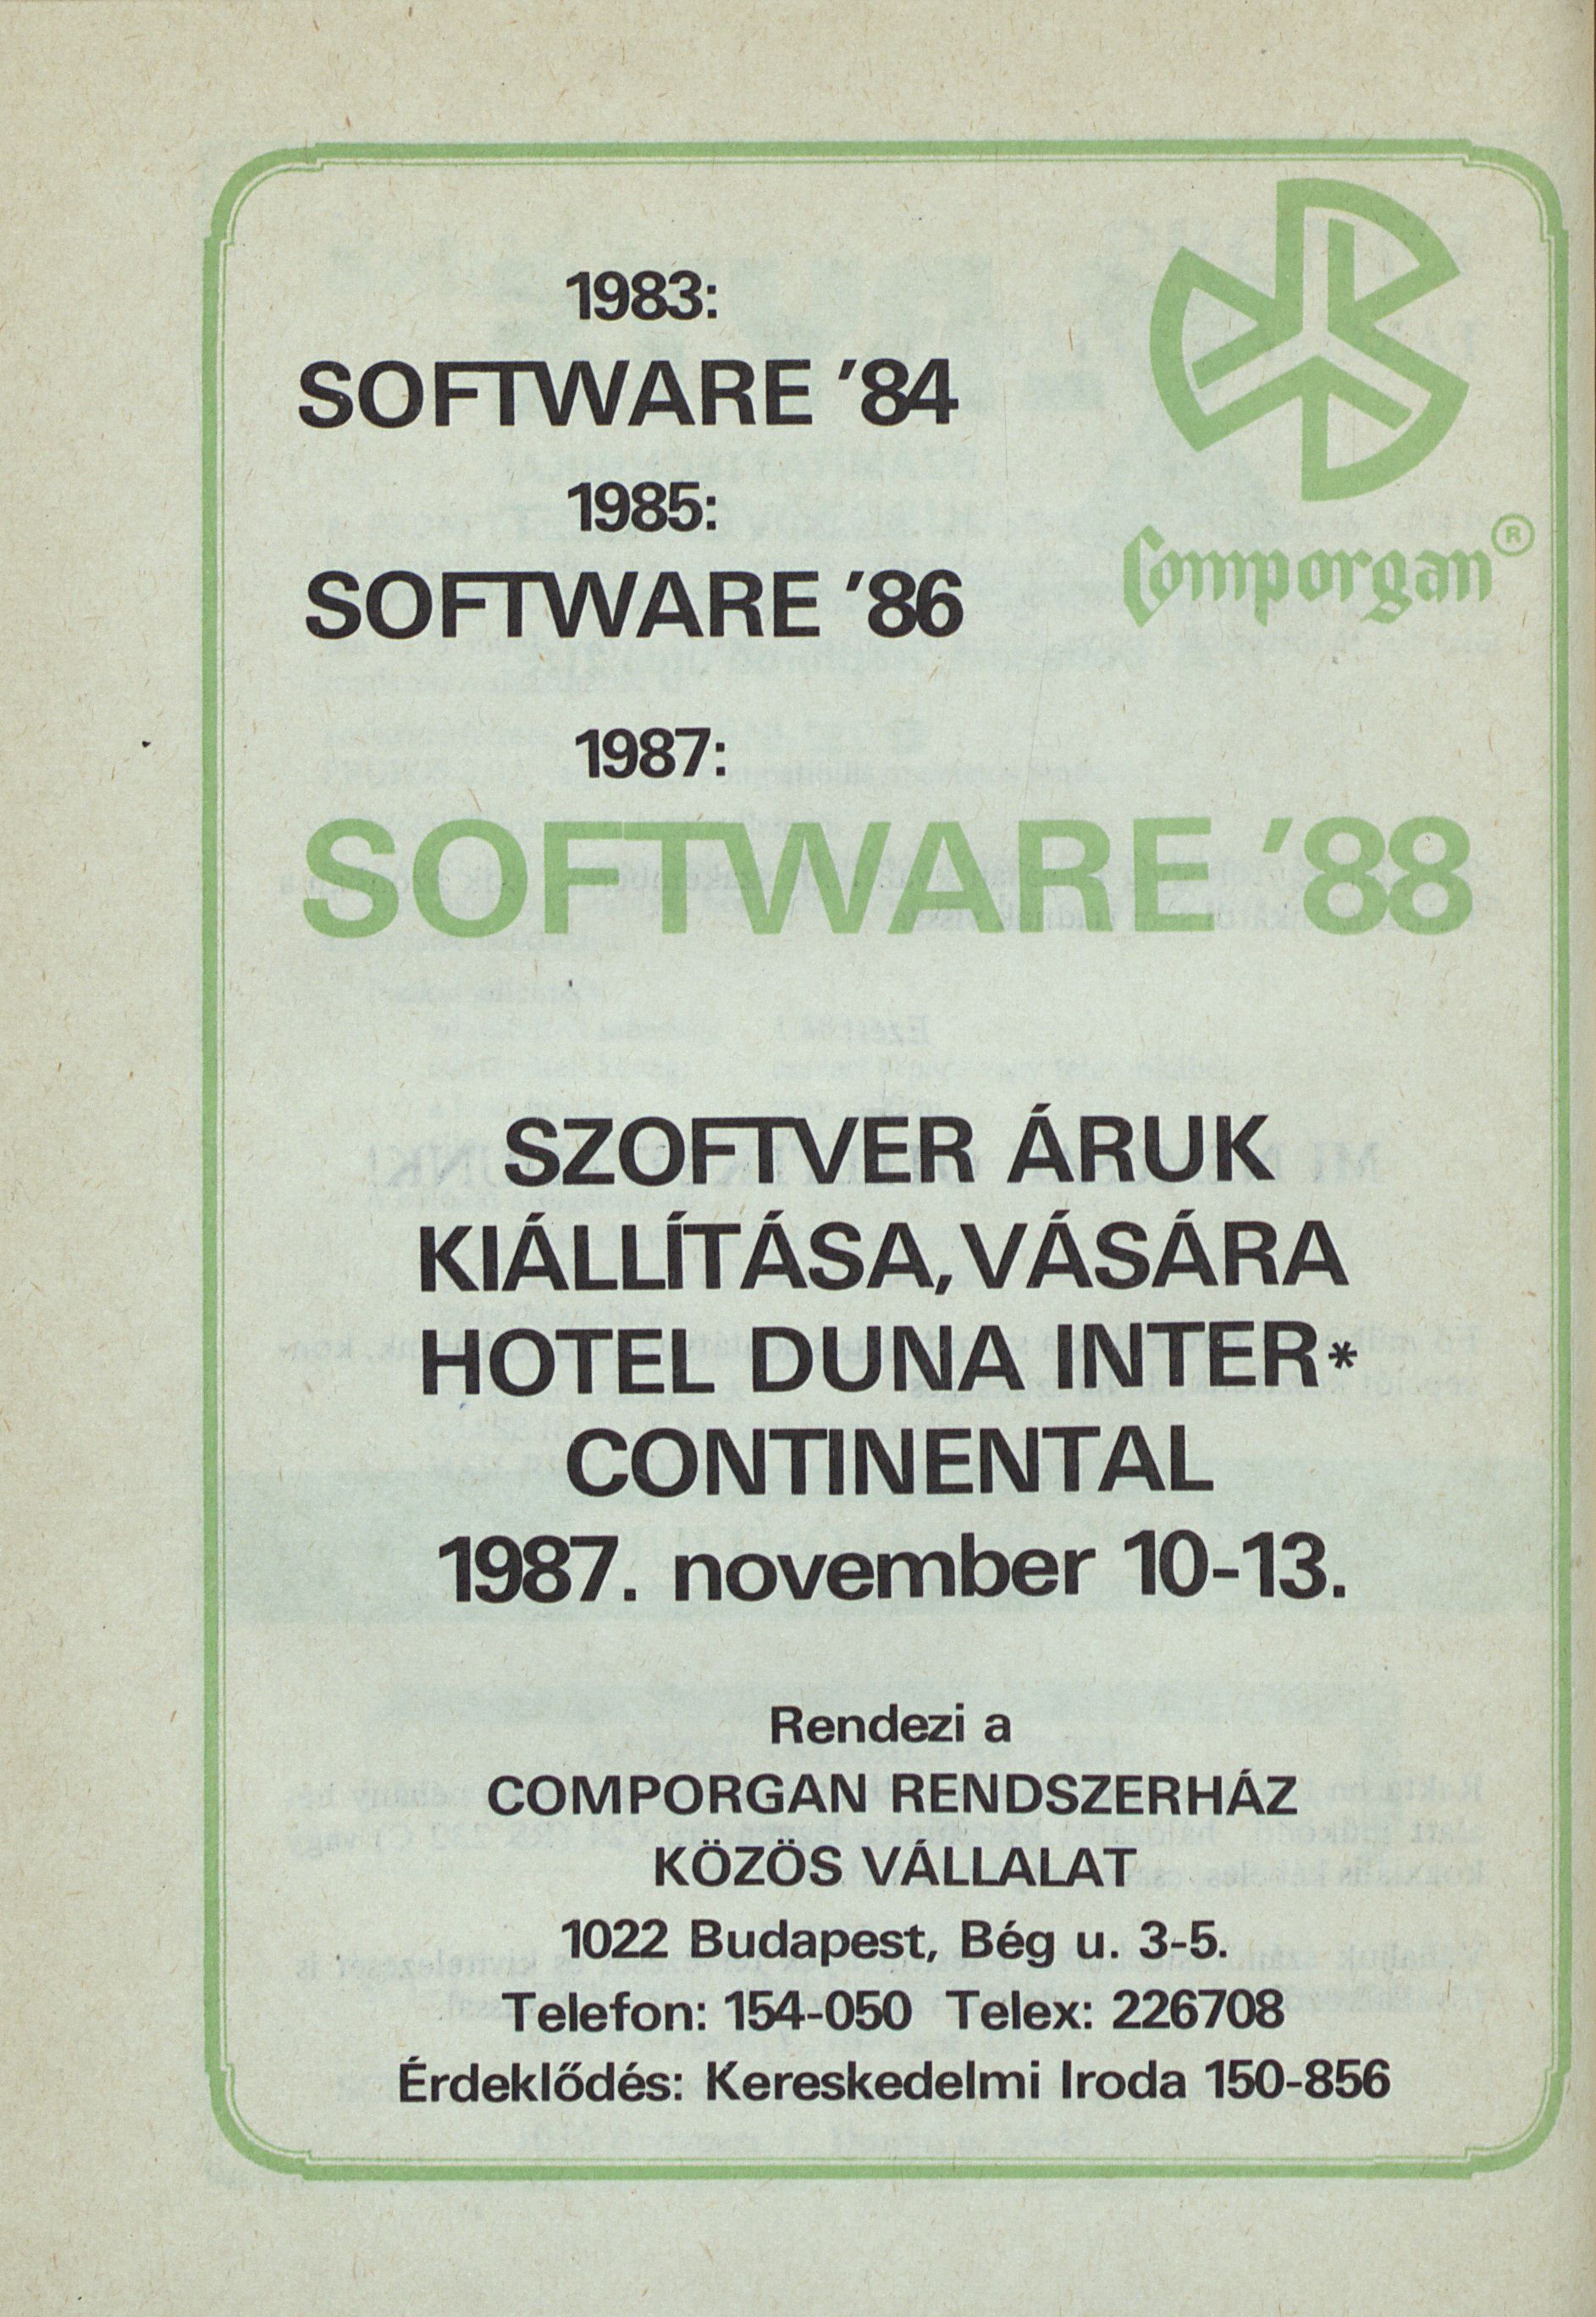 1983:
SOFTWARE '84
1985:
SOFTWARE '86
1987:
SOFTWARE '88
Comporgan®
SZOFTVER ÁRUK
KIÁLLÍTÁSA, VÁSÁRA
HOTEL DUNA INTER*
CONTINENTAL
1987. november 10-13.
Rendezi a
COMPORGAN RENDSZERHÁZ
KÖZÖS VÁLLALAT
1022 Budapest, Bég u. 3-5.
Telefon: 154-050 Telex: 226708
Érdeklődés: Kereskedelmi Iroda 150-856